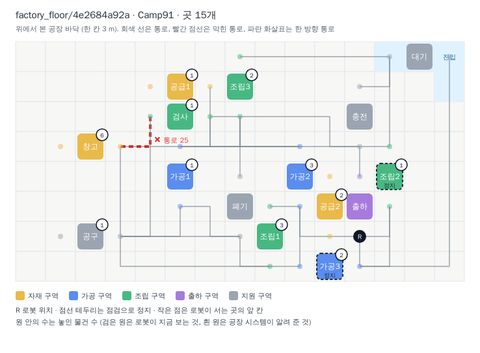 factory_floor/4e2684a92a · Camp91 · 곳 15개
위에서 본 공장 바닥 (한 칸 3 m). 회색 선은 통로, 빨간 점선은 막힌 통로, 파란 화살표는 한 방향 통로
대기
진입
공급1
1
조립3
2
검사
1
충전
창고
6
✕ 통로 25
가공1
1
가공2
3
조립2
1
정지
공급2
2
출하
폐기
공구
1
조립1
3
R
가공3
2
정지
자재 구역
가공 구역
조립 구역
출하 구역
지원 구역
R 로봇 위치 · 점선 테두리는 점검으로 정지 · 작은 점은 로봇이 서는 곳의 앞 칸
원 안의 수는 놓인 물건 수 (검은 원은 로봇이 지금 보는 것, 흰 원은 공장 시스템이 알려 준 것)